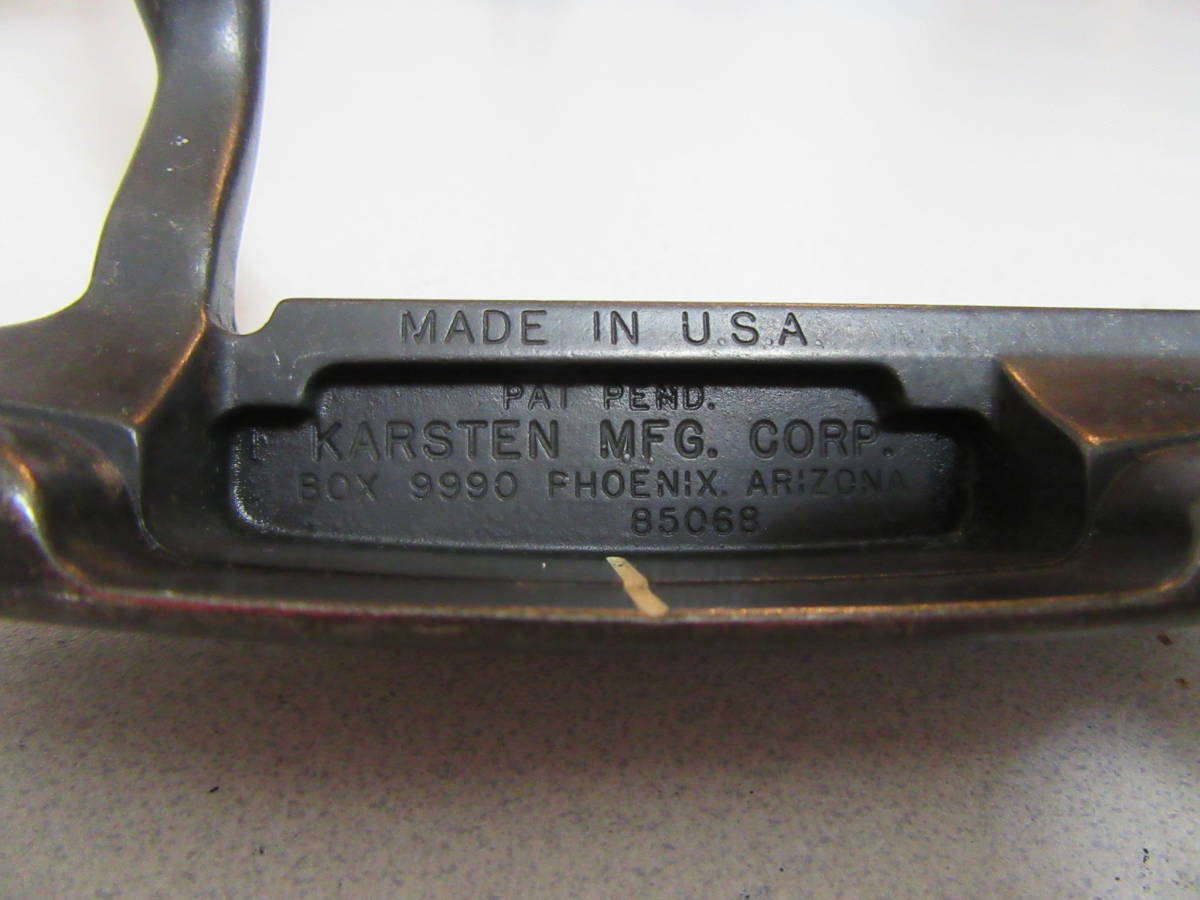 MADE IN U.S.A.
PAT PEND.
KARSTEN MFG. CORP.
BOX 9990 PHOENIX. ARIZONA
85068